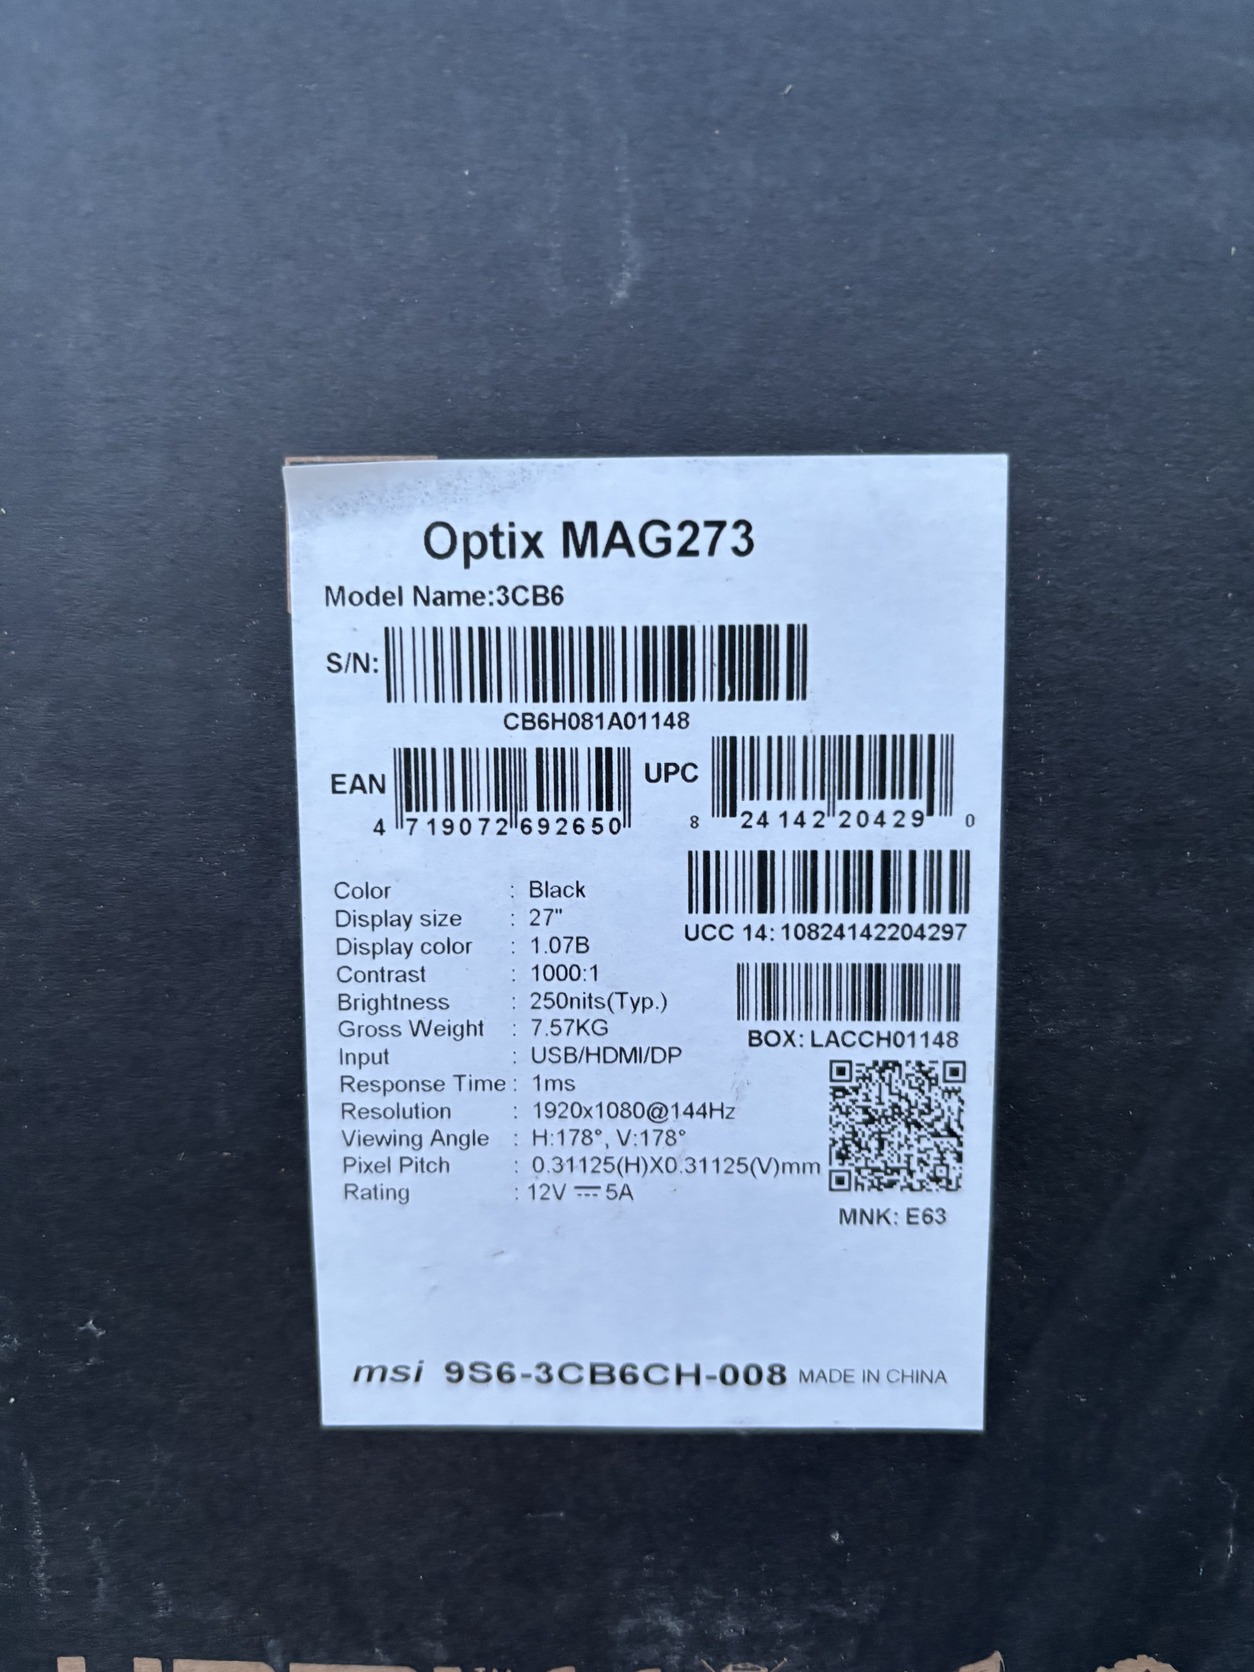 Optix MAG273
Model Name:3CB6
S/N:
CB6H081A01148
EAN
4 719072 692650
UPC
8 24142 20429 0
Color : Black
Display size : 27"
Display color : 1.07B
Contrast : 1000:1
Brightness : 250nits(Typ.)
Gross Weight : 7.57KG
Input : USB/HDMI/DP
Response Time : 1ms
Resolution : 1920x1080@144Hz
Viewing Angle : H:178°, V:178°
Pixel Pitch : 0.31125(H)X0.31125(V)mm
Rating : 12V ⎓ 5A
UCC 14: 10824142204297
BOX: LACCH01148
MNK: E63
msi 9S6-3CB6CH-008 MADE IN CHINA